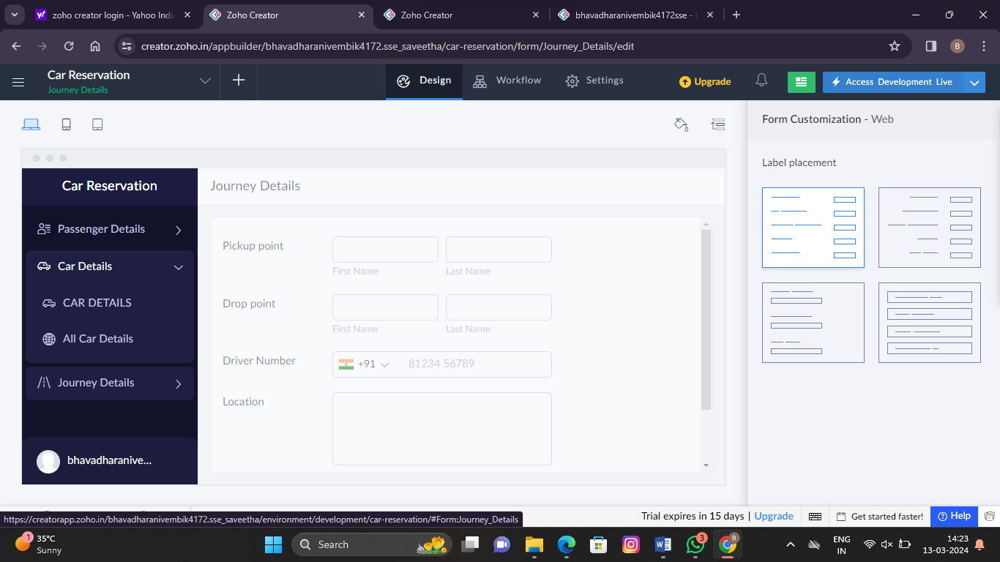 zoho creator login - Yahoo Indi
Zoho Creator
Zoho Creator
bhavadharanivembik4172sse -
creator.zoho.in/appbuilder/bhavadharanivembik4172.sse_saveetha/car-reservation/form/Journey_Details/edit
B
Car Reservation
Journey Details
Design
Workflow
Settings
Upgrade
Access Development Live
Form Customization - Web
Label placement
Car Reservation
Passenger Details
Car Details
CAR DETAILS
All Car Details
Journey Details
bhavadharanive...
Journey Details
Pickup point
First Name
Last Name
Drop point
First Name
Last Name
Driver Number
+91
81234 56789
Location
https://creatorapp.zoho.in/bhavadharanivembik4172.sse_saveetha/environment/development/car-reservation/#Form:Journey_Details
Trial expires in 15 days | Upgrade
Get started faster!
Help
1
35°C
Sunny
Search
3
B
ENG
IN
14:23
13-03-2024